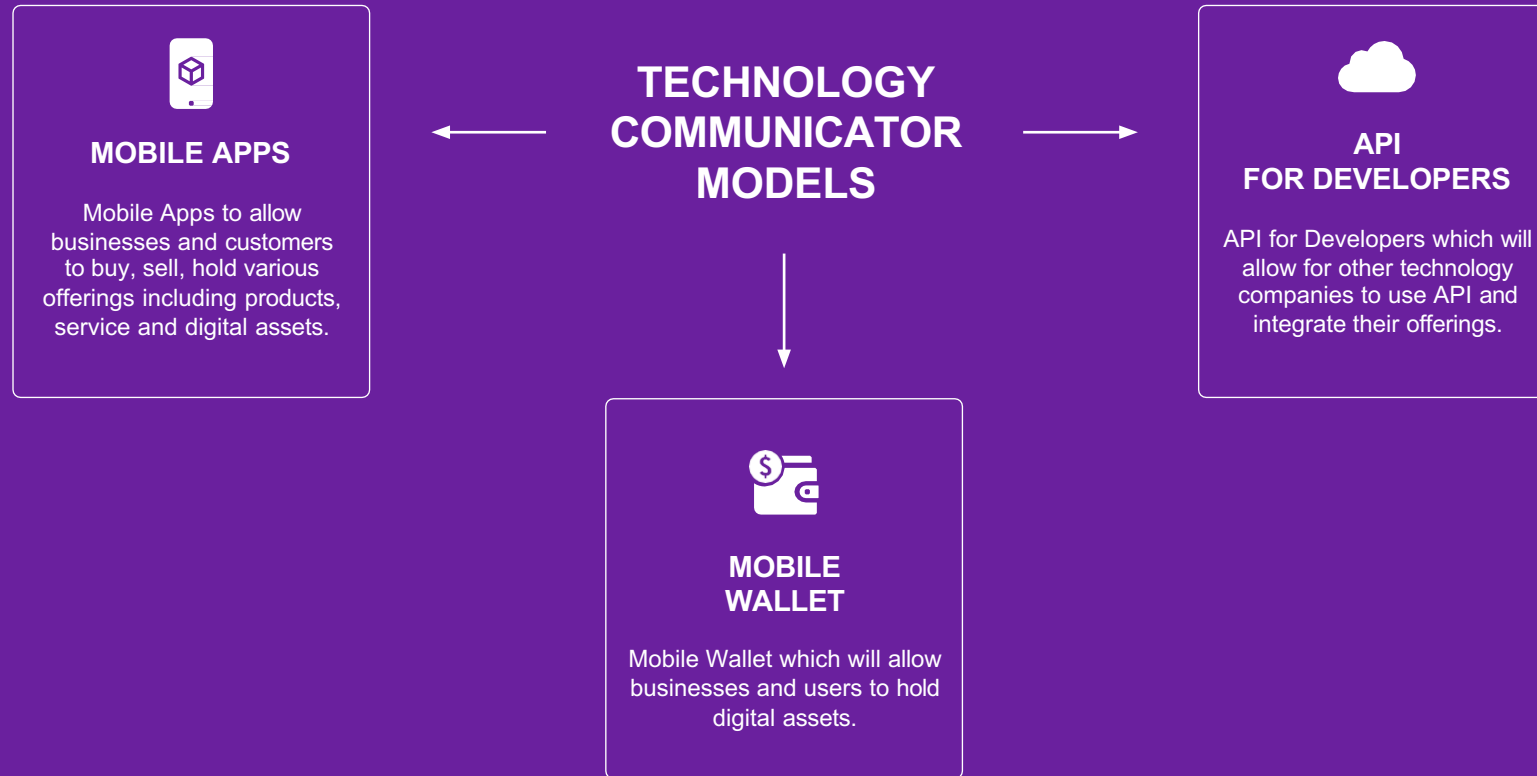 TECHNOLOGY
COMMUNICATOR
MODELS
MOBILE APPS
Mobile Apps to allow
businesses and customers
to buy, sell, hold various
offerings including products,
service and digital assets.
API
FOR DEVELOPERS
API for Developers which will
allow for other technology
companies to use API and
integrate their offerings.
$
MOBILE
WALLET
Mobile Wallet which will allow
businesses and users to hold
digital assets.